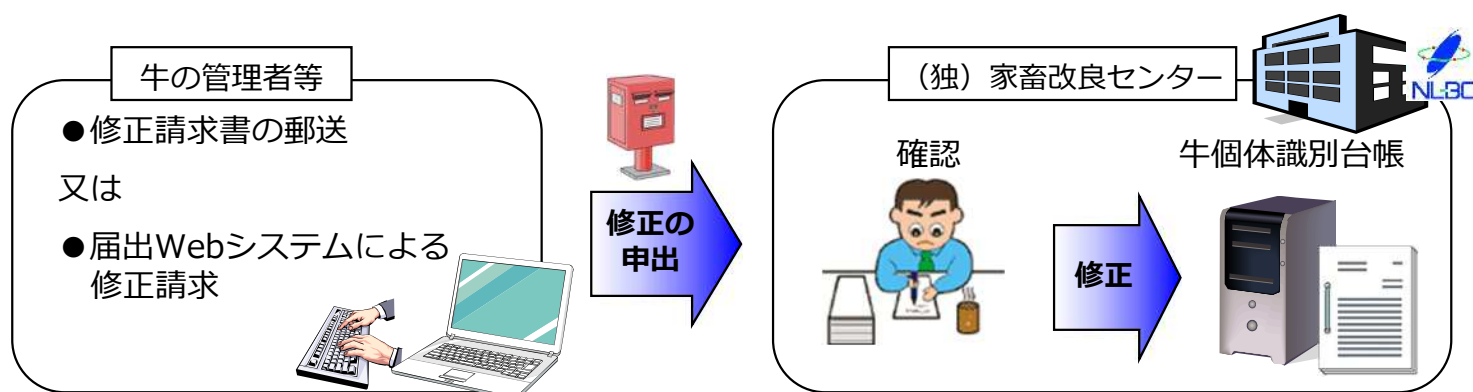 牛の管理者等
●修正請求書の郵送
又は
●届出Webシステムによる
修正請求
修正の
申出
（独）家畜改良センター
NLBC
確認
修正
牛個体識別台帳